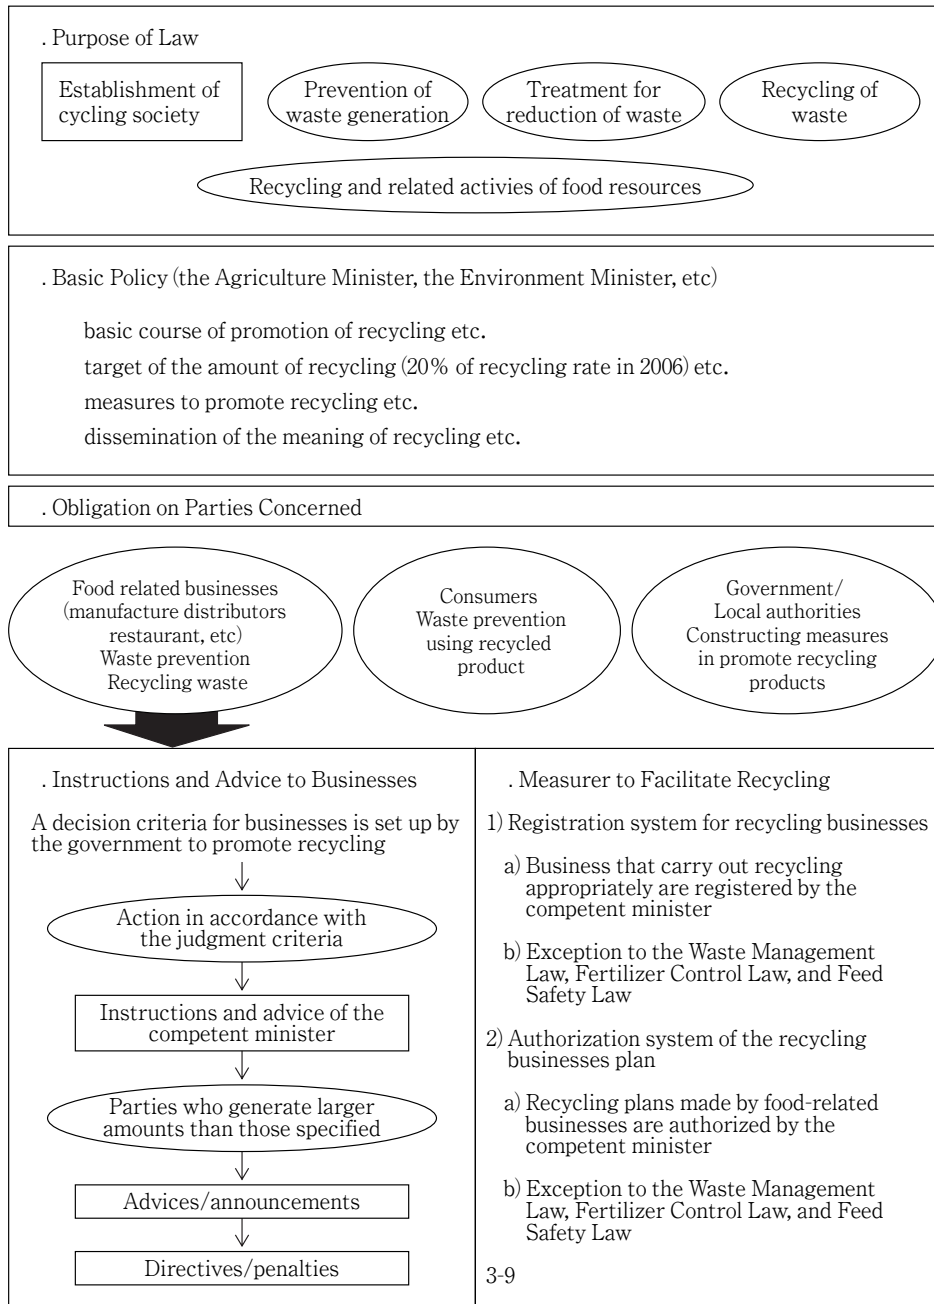 . Purpose of Law
Establishment of
cycling society
Prevention of
waste generation
Treatment for
reduction of waste
Recycling of
waste
Recycling and related activies of food resources
. Basic Policy (the Agriculture Minister, the Environment Minister, etc)
basic course of promotion of recycling etc.
target of the amount of recycling (20% of recycling rate in 2006) etc.
measures to promote recycling etc.
dissemination of the meaning of recycling etc.
. Obligation on Parties Concerned
Food related businesses
(manufacture distributors
restaurant, etc)
Waste prevention
Recycling waste
Consumers
Waste prevention
using recycled
product
Government/
Local authorities
Constructing measures
in promote recycling
products
. Instructions and Advice to Businesses
A decision criteria for businesses is set up by
the government to promote recycling
Action in accordance with
the judgment criteria
Instructions and advice of the
competent minister
Parties who generate larger
amounts than those specified
Advices/announcements
Directives/penalties
. Measurer to Facilitate Recycling
1) Registration system for recycling businesses
a) Business that carry out recycling
appropriately are registered by the
competent minister
b) Exception to the Waste Management
Law, Fertilizer Control Law, and Feed
Safety Law
2) Authorization system of the recycling
businesses plan
a) Recycling plans made by food-related
businesses are authorized by the
competent minister
b) Exception to the Waste Management
Law, Fertilizer Control Law, and Feed
Safety Law
3-9